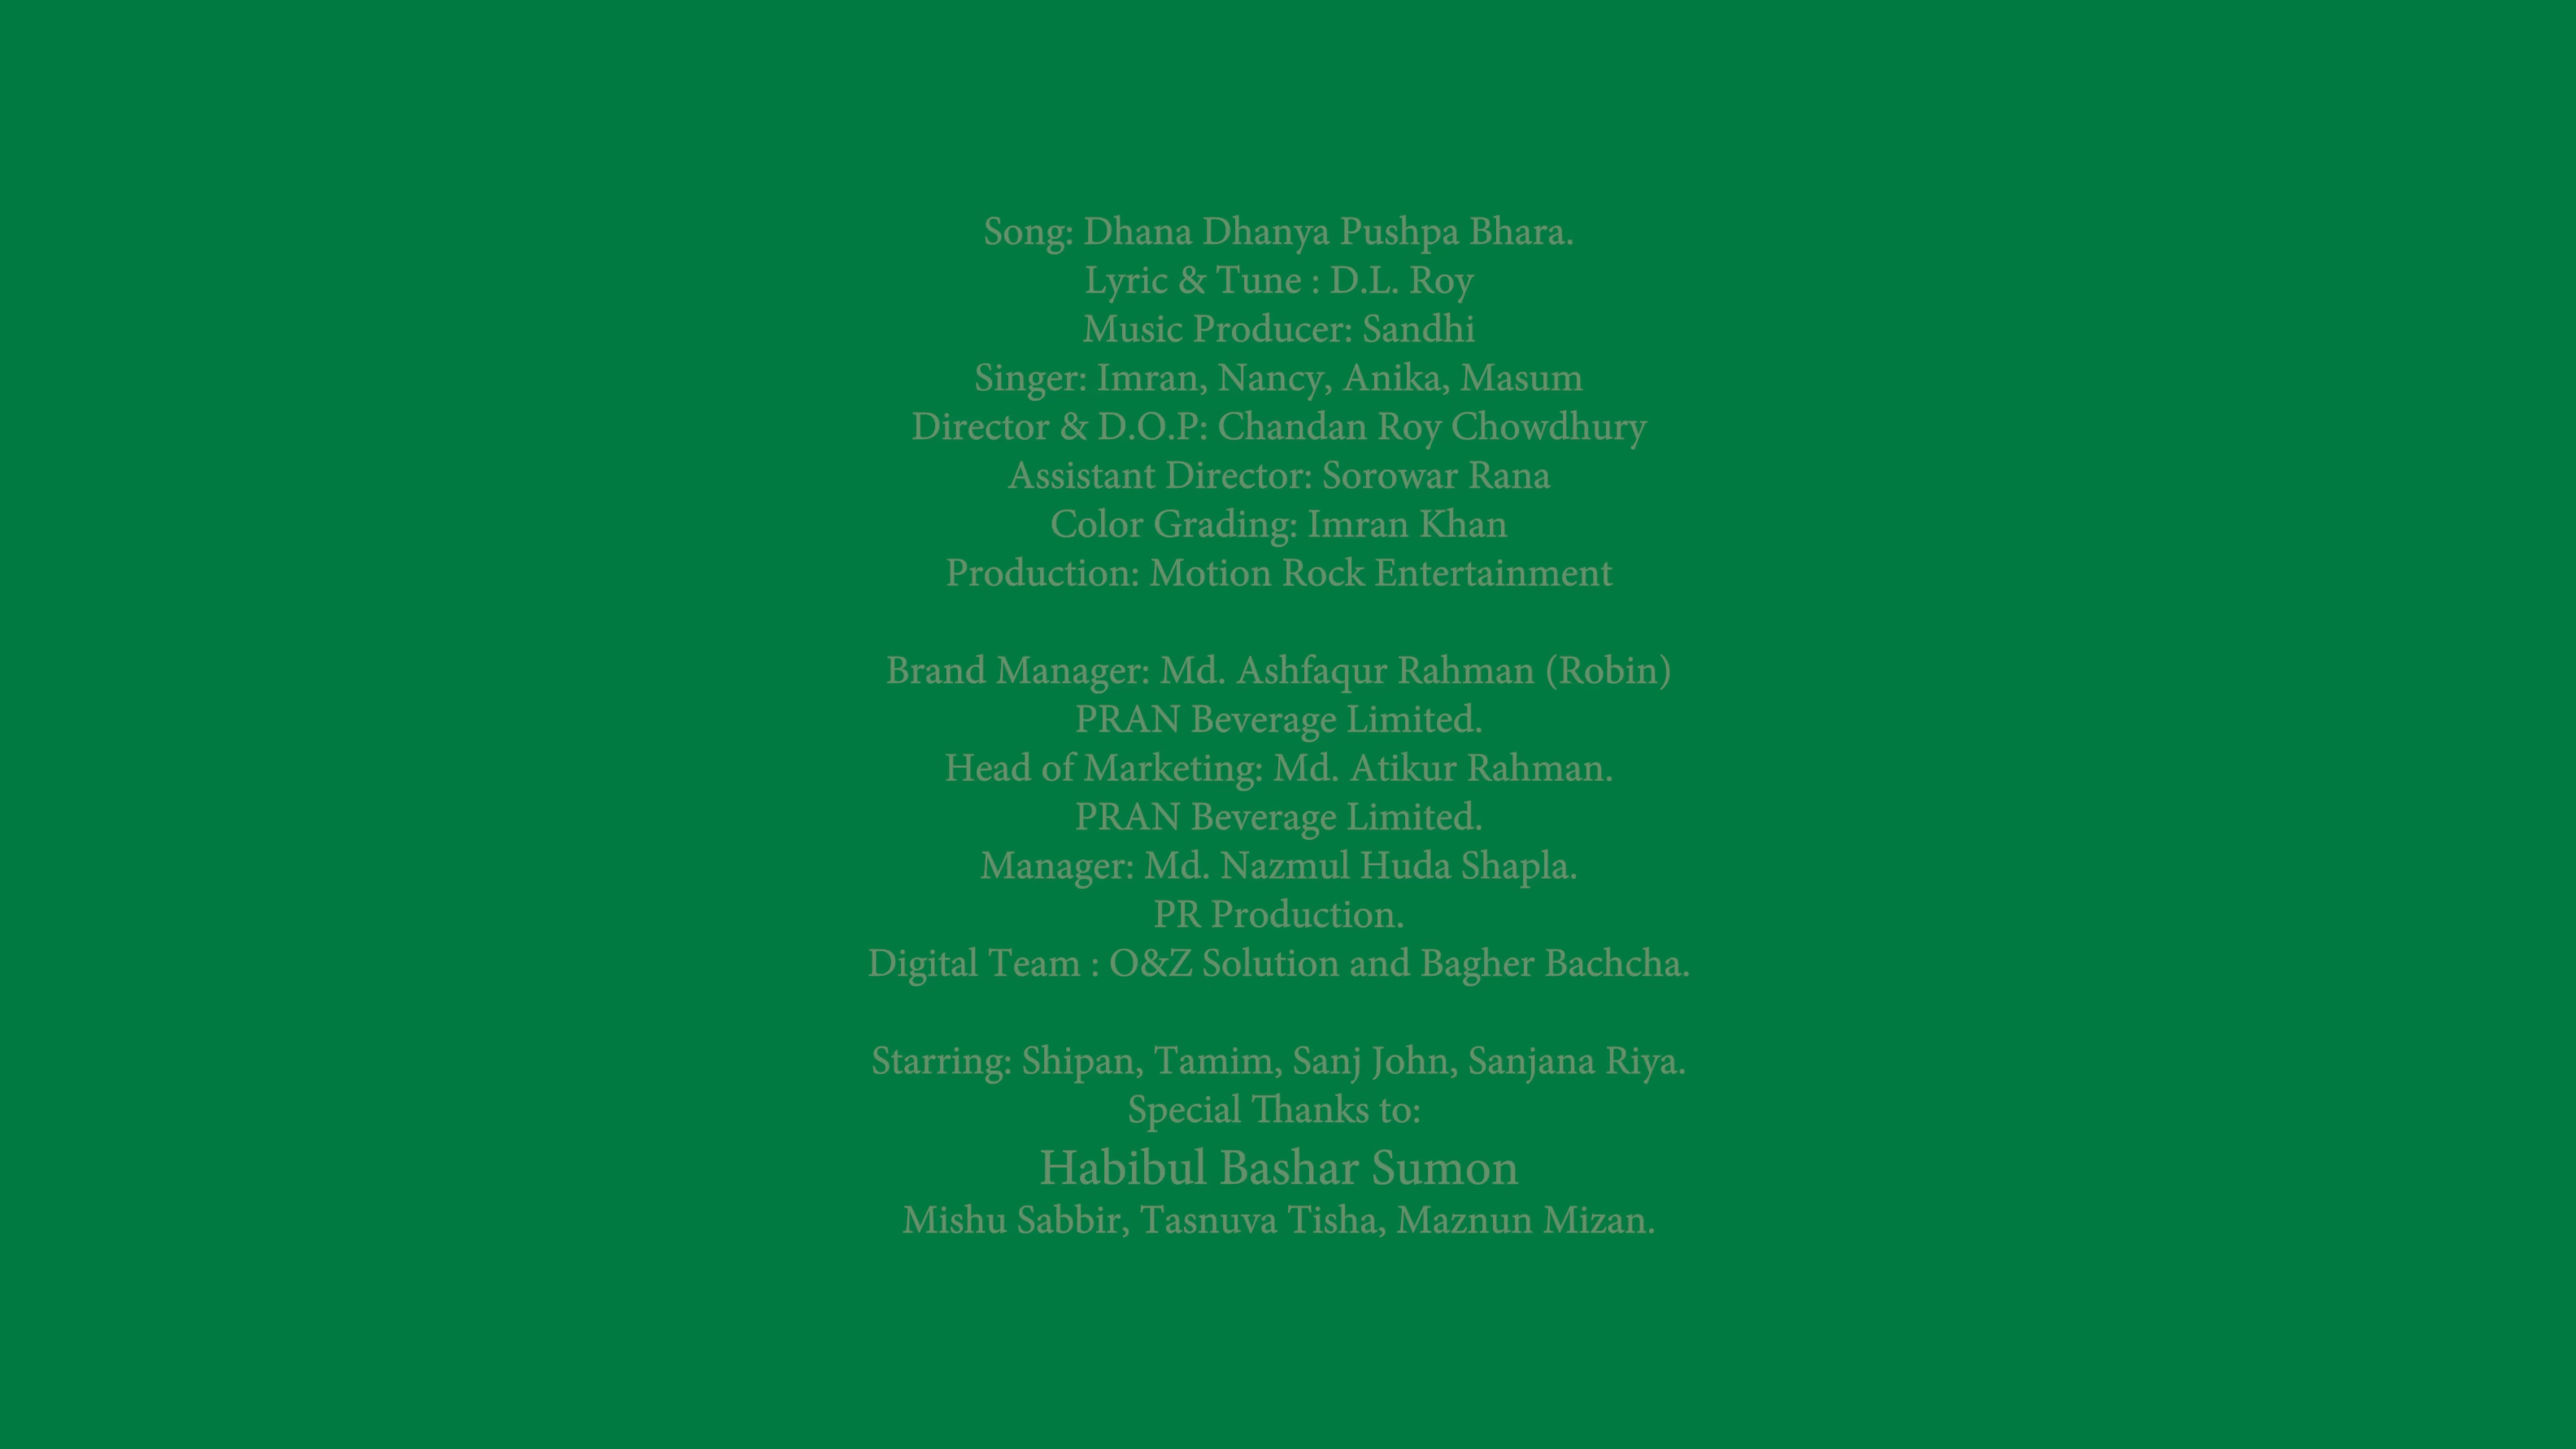 Song: Dhana Dhanya Pushpa Bhara.
Lyric & Tune : D.L. Roy
Music Producer: Sandhi
Singer: Imran, Nancy, Anika, Masum
Director & D.O.P: Chandan Roy Chowdhury
Assistant Director: Sorowar Rana
Color Grading: Imran Khan
Production: Motion Rock Entertainment
Brand Manager: Md. Ashfaqur Rahman (Robin)
PRAN Beverage Limited.
Head of Marketing: Md. Atikur Rahman.
PRAN Beverage Limited.
Manager: Md. Nazmul Huda Shapla.
PR Production.
Digital Team : O&Z Solution and Bagher Bachcha.
Starring: Shipan, Tamim, Sanj John, Sanjana Riya.
Special Thanks to:
Habibul Bashar Sumon
Mishu Sabbir, Tasnuva Tisha, Maznun Mizan.